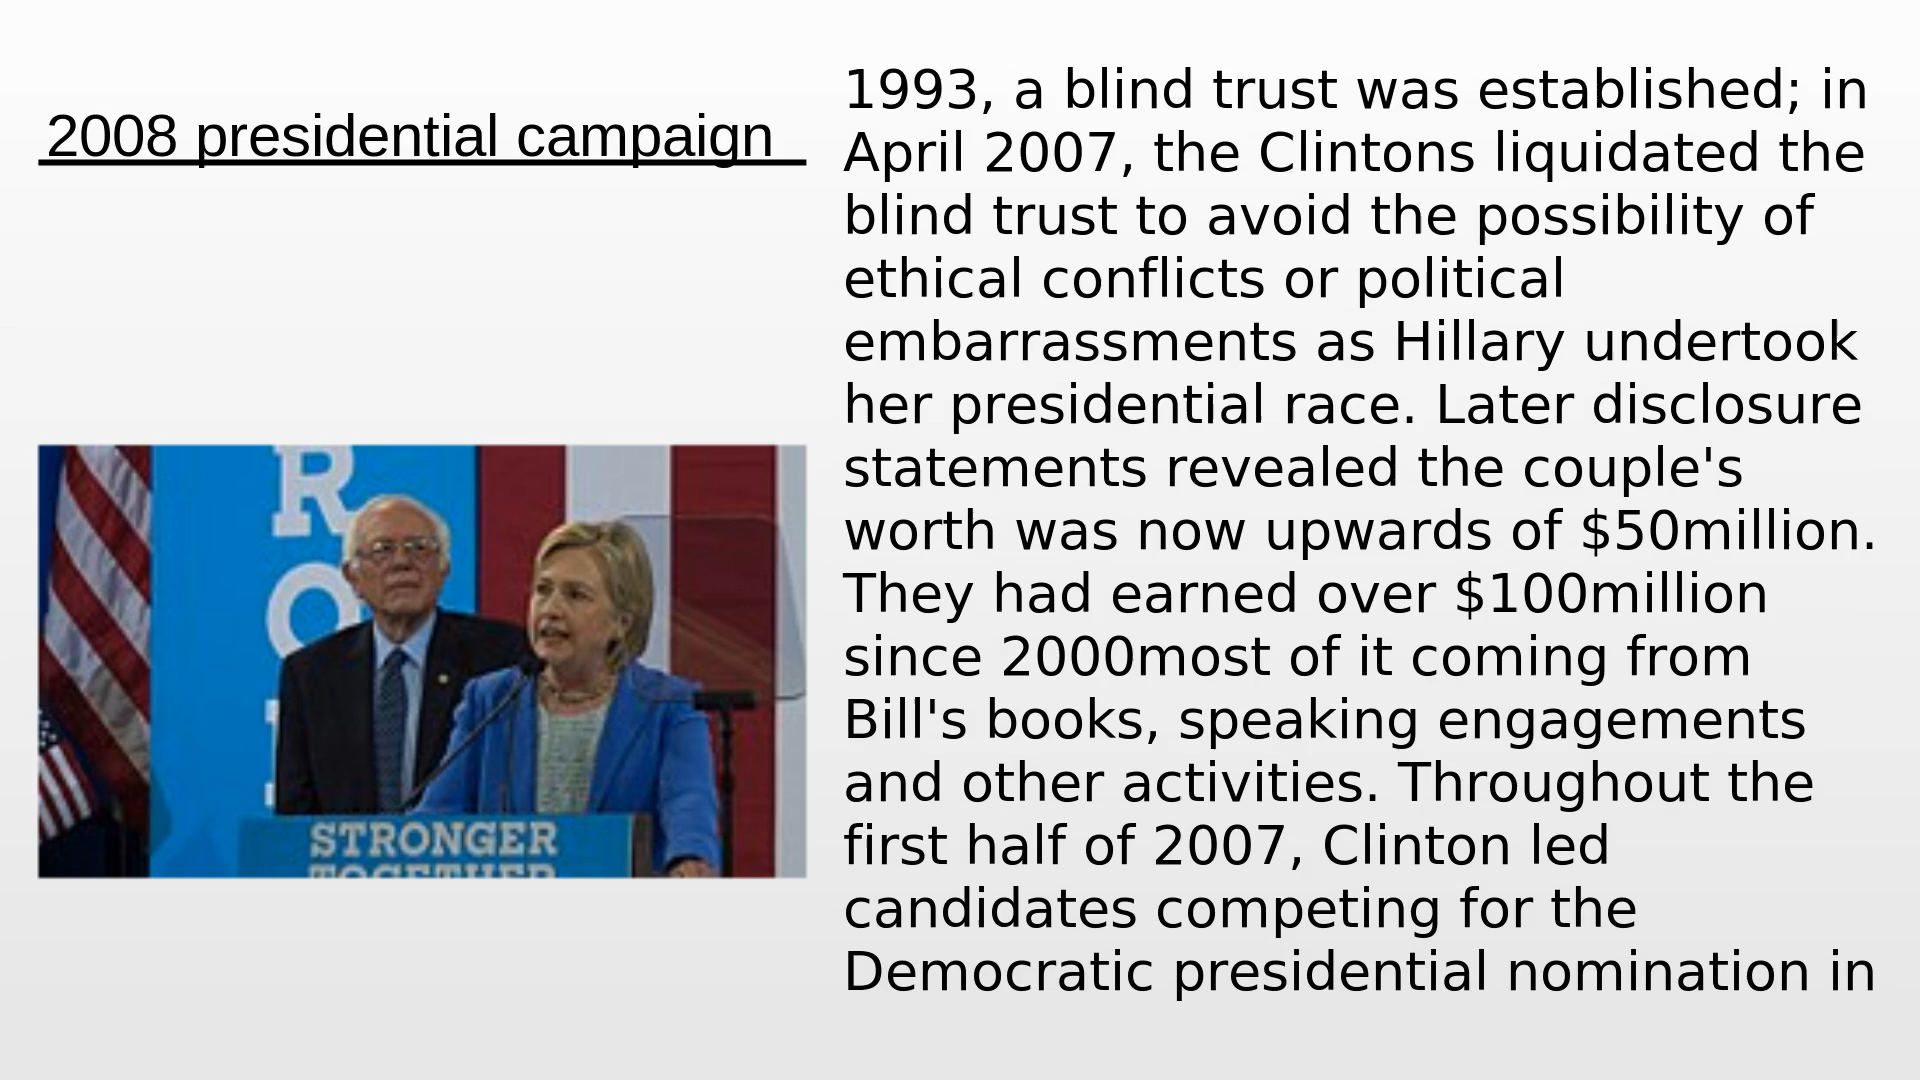 2008 presidential campaign
1993, a blind trust was established; in
April 2007, the Clintons liquidated the
blind trust to avoid the possibility of
ethical conflicts or political
embarrassments as Hillary undertook
her presidential race. Later disclosure
statements revealed the couple's
worth was now upwards of $50million.
They had earned over $100million
since 2000most of it coming from
Bill's books, speaking engagements
and other activities. Throughout the
first half of 2007, Clinton led
candidates competing for the
Democratic presidential nomination in
R
O
STRONGER
TOGETHER